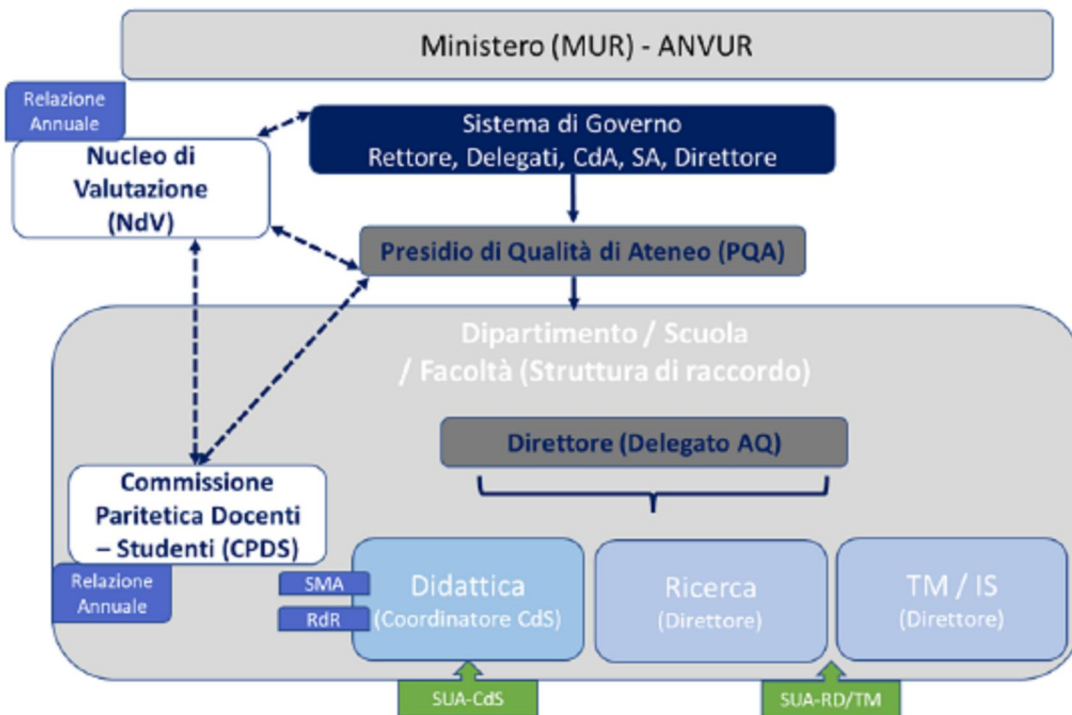 Ministero (MUR) - ANVUR
Relazione
Annuale
Nucleo di
Valutazione
(NdV)
Sistema di Governo
Rettore, Delegati, CdA, SA, Direttore
Presidio di Qualità di Ateneo (PQA)
Dipartimento / Scuola
/ Facoltà (Struttura di raccordo)
Direttore (Delegato AQ)
Commissione
Paritetica Docenti
– Studenti (CPDS)
Relazione
Annuale
SMA
RdR
Didattica
(Coordinatore CdS)
Ricerca
(Direttore)
TM / IS
(Direttore)
SUA-CdS
SUA-RD/TM